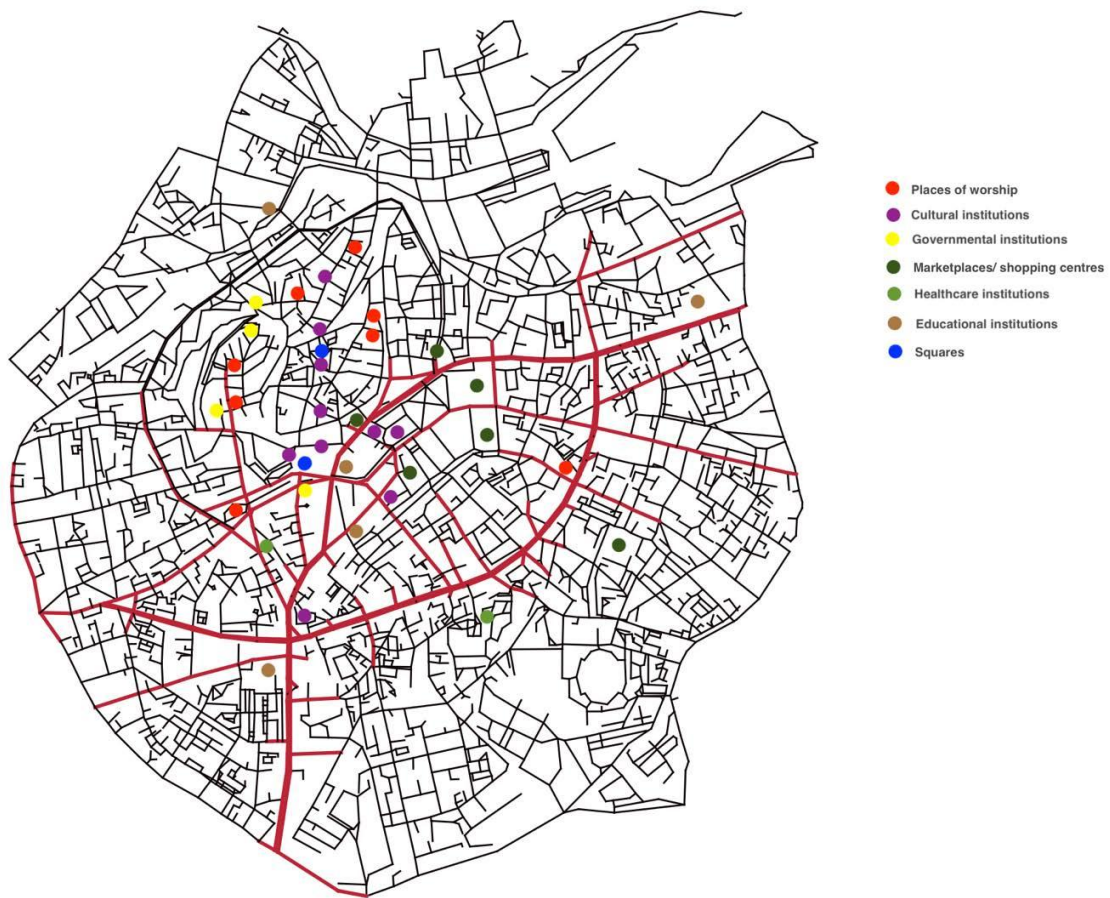 Places of worship
Cultural institutions
Governmental institutions
Marketplaces/ shopping centres
Healthcare institutions
Educational institutions
Squares